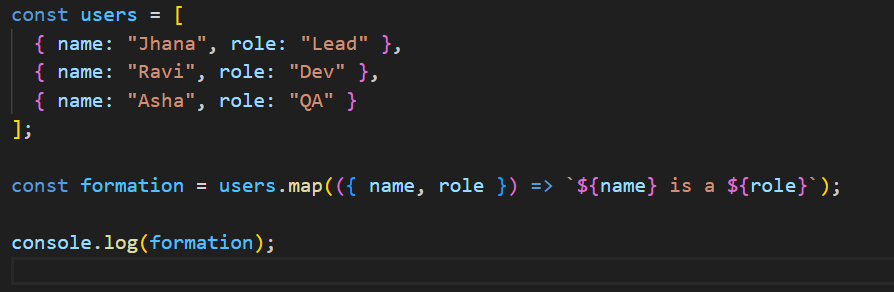 const users = [
  { name: "Jhana", role: "Lead" },
  { name: "Ravi", role: "Dev" },
  { name: "Asha", role: "QA" }
];
const formation = users.map(({ name, role }) => `${name} is a ${role}`);
console.log(formation);